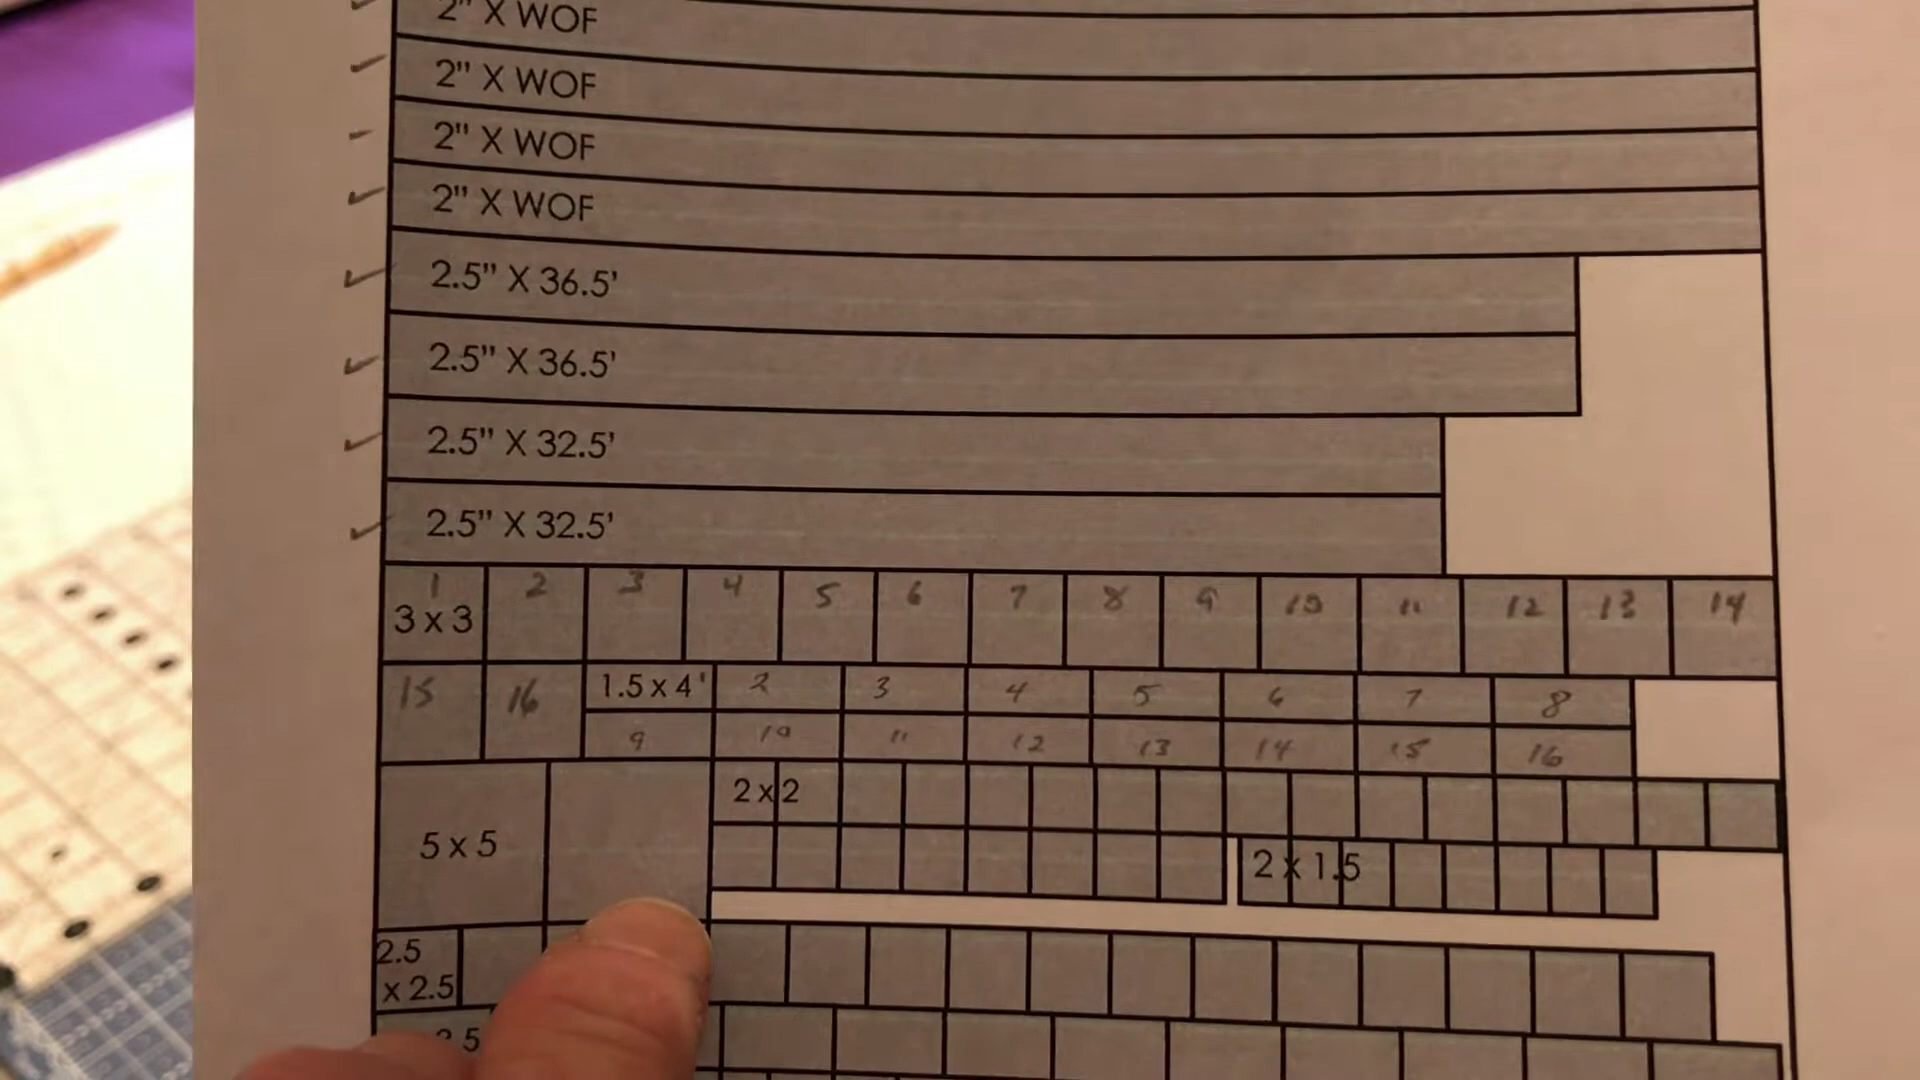 2" X WOF
2" X WOF
2" X WOF
2" X WOF
2.5" X 36.5'
2.5" X 36.5'
2.5" X 32.5'
2.5" X 32.5'
1 2 3 4 5 6 7 8 9 10 11 12 13 14
3 x 3
15 16 1.5 x 4' 2 3 4 5 6 7 8
9 10 11 12 13 14 15 16
2 x 2
5 x 5
2 x 1.5
2.5
x 2.5